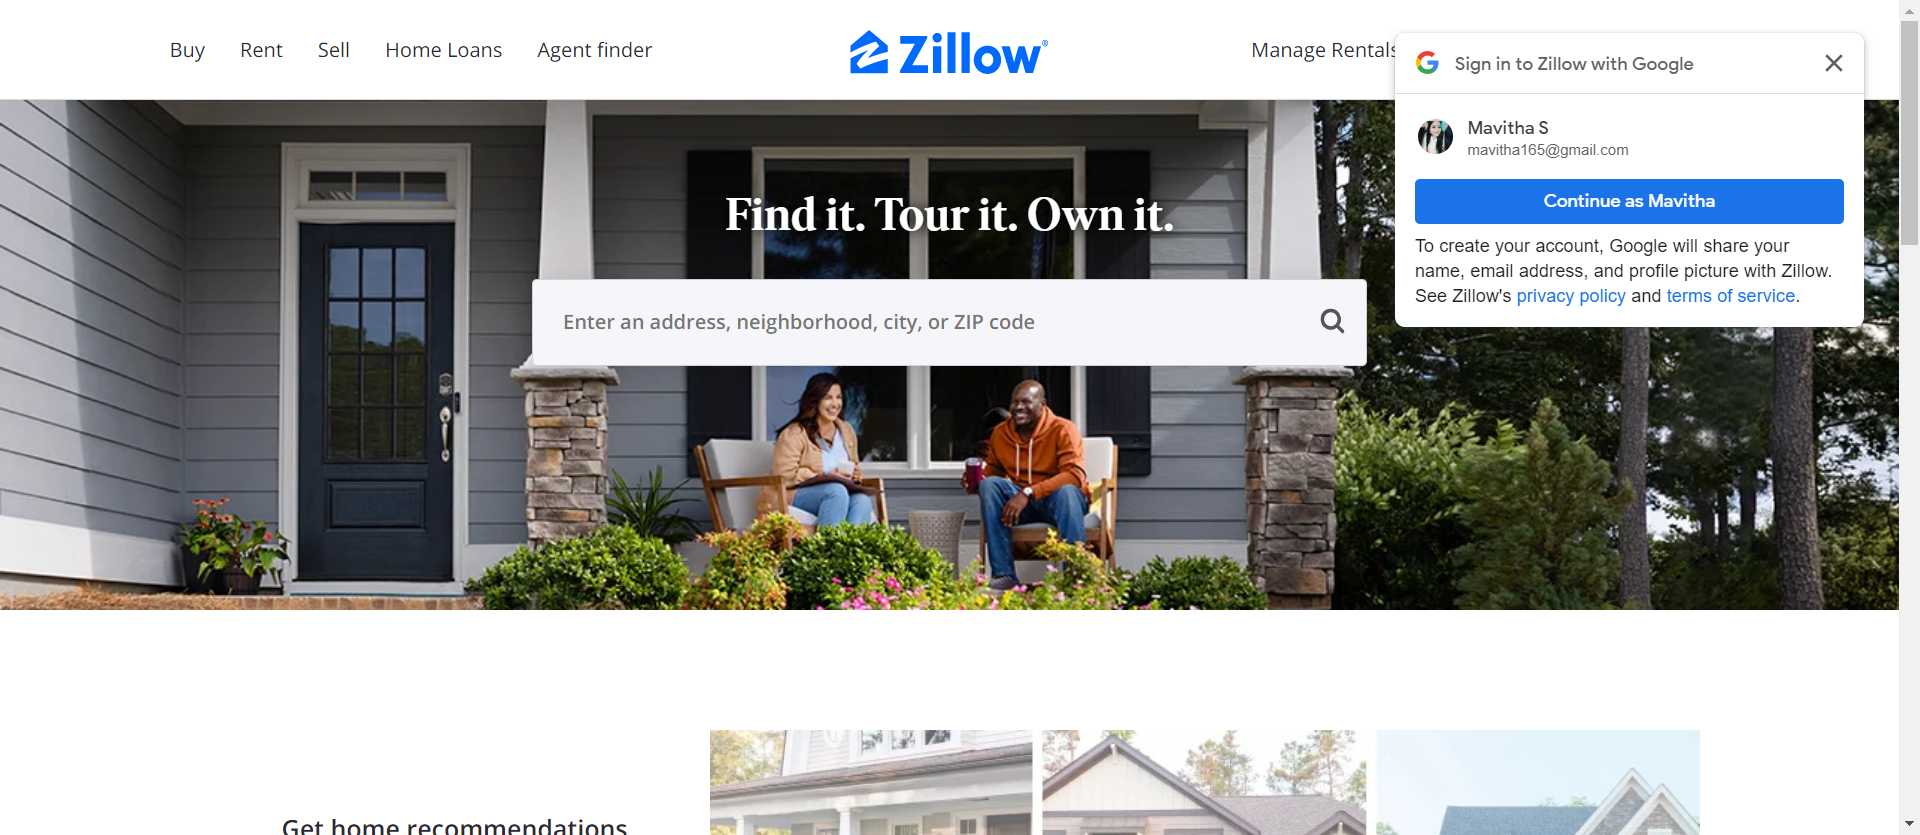 Buy Rent Sell Home Loans Agent finder
Zillow®
Manage Rentals
Sign in to Zillow with Google
Mavitha S
mavitha165@gmail.com
Continue as Mavitha
To create your account, Google will share your
name, email address, and profile picture with Zillow.
See Zillow's privacy policy and terms of service.
Find it. Tour it. Own it.
Enter an address, neighborhood, city, or ZIP code
Get home recommendations